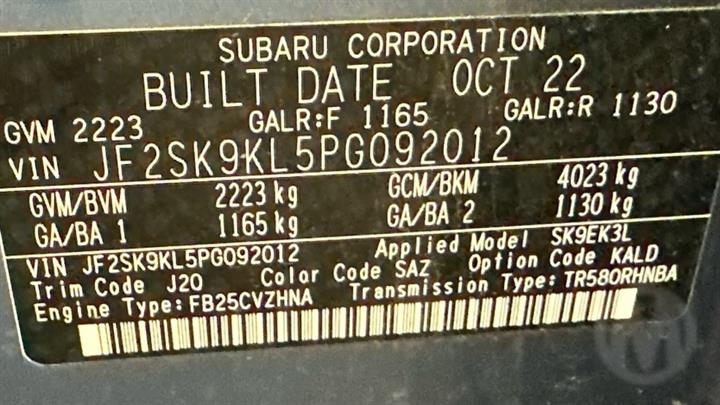 SUBARU CORPORATION
BUILT DATE OCT 22
GVM 2223 GALR:F 1165 GALR:R 1130
VIN JF2SK9KL5PG092012
GVM/BVM 2223 kg GCM/BKM 4023 kg
GA/BA 1 1165 kg GA/BA 2 1130 kg
VIN JF2SK9KL5PG092012 Applied Model SK9EK3L
Trim Code J20 Color Code SAZ Option Code KALD
Engine Type:FB25CVZHNA Transmission Type:TR580RHNBA